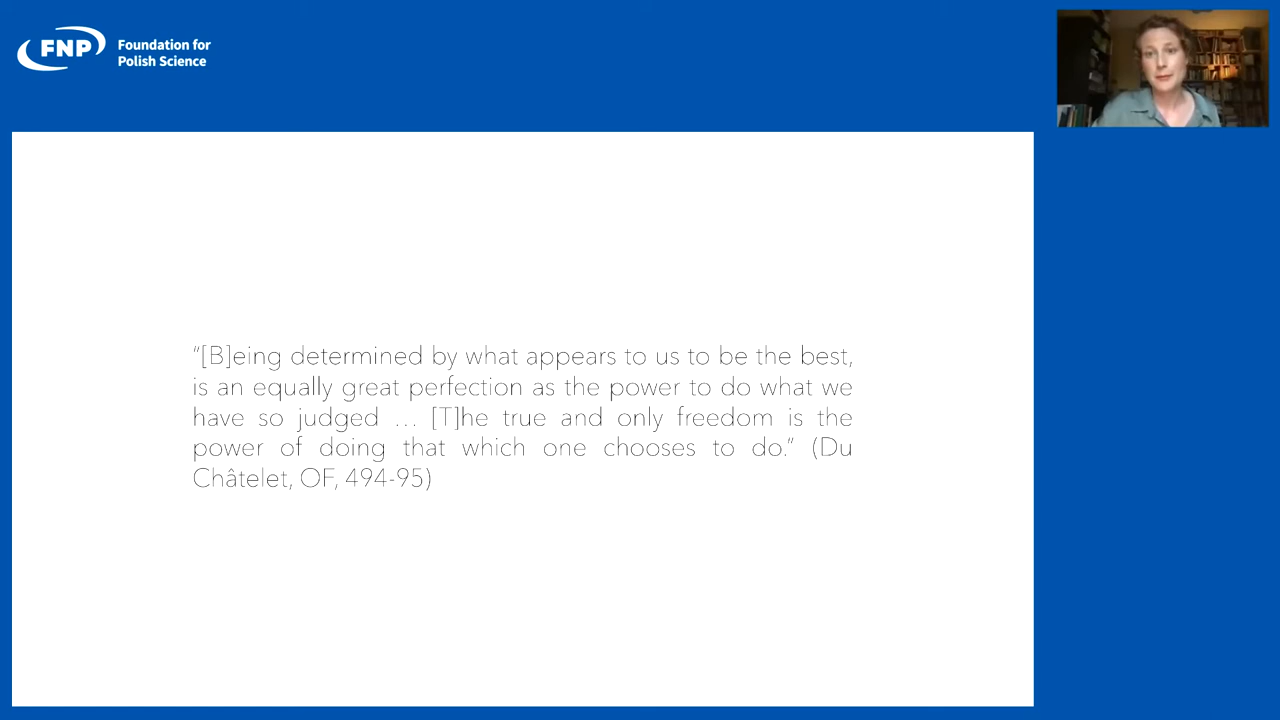 FNP
Foundation for
Polish Science
“[B]eing determined by what appears to us to be the best,
is an equally great perfection as the power to do what we
have so judged … [T]he true and only freedom is the
power of doing that which one chooses to do.” (Du
Châtelet, OF, 494-95)